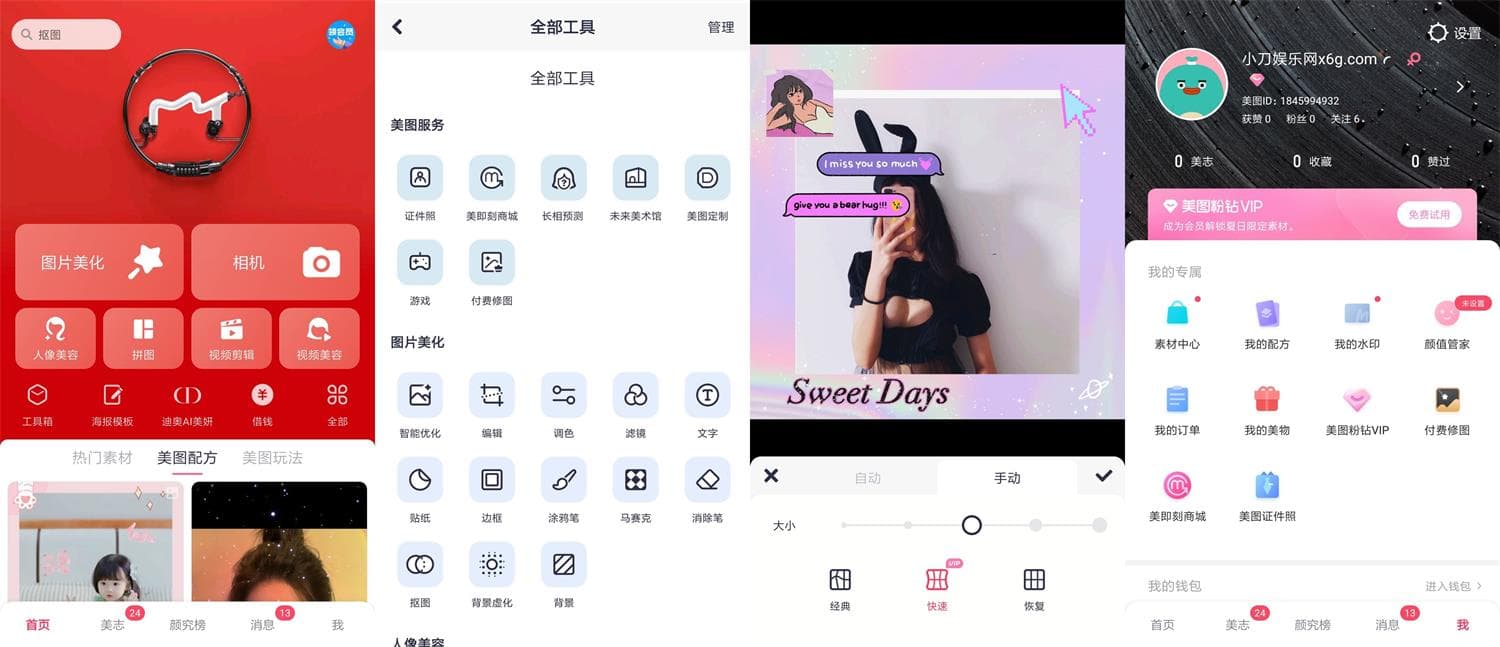 抠图
领会员
图片美化
相机
人像美容
拼图
视频剪辑
视频美容
工具箱
海报模板
迪奥AI美妍
借钱
全部
热门素材
美图配方
美图玩法
首页
美志
24
颜究榜
消息
13
我
全部工具
管理
全部工具
美图服务
证件照
美即刻商城
长相预测
未来美术馆
美图定制
游戏
付费修图
图片美化
智能优化
编辑
调色
滤镜
文字
贴纸
边框
涂鸦笔
马赛克
消除笔
抠图
背景虚化
背景
人像美容
I miss you so much
give you a bear hug!!!
Sweet Days
自动
手动
大小
经典
VIP
快速
恢复
设置
小刀娱乐网x6g.com
美图ID：1845994932
获赞 0 粉丝 0 关注 6
0 美志
0 收藏
0 赞过
美图粉钻VIP
成为会员解锁夏日限定素材。
免费试用
我的专属
素材中心
我的配方
我的水印
未设置
颜值管家
我的订单
我的美物
美图粉钻VIP
付费修图
美即刻商城
美图证件照
我的钱包
进入钱包
首页
美志
24
颜究榜
消息
13
我